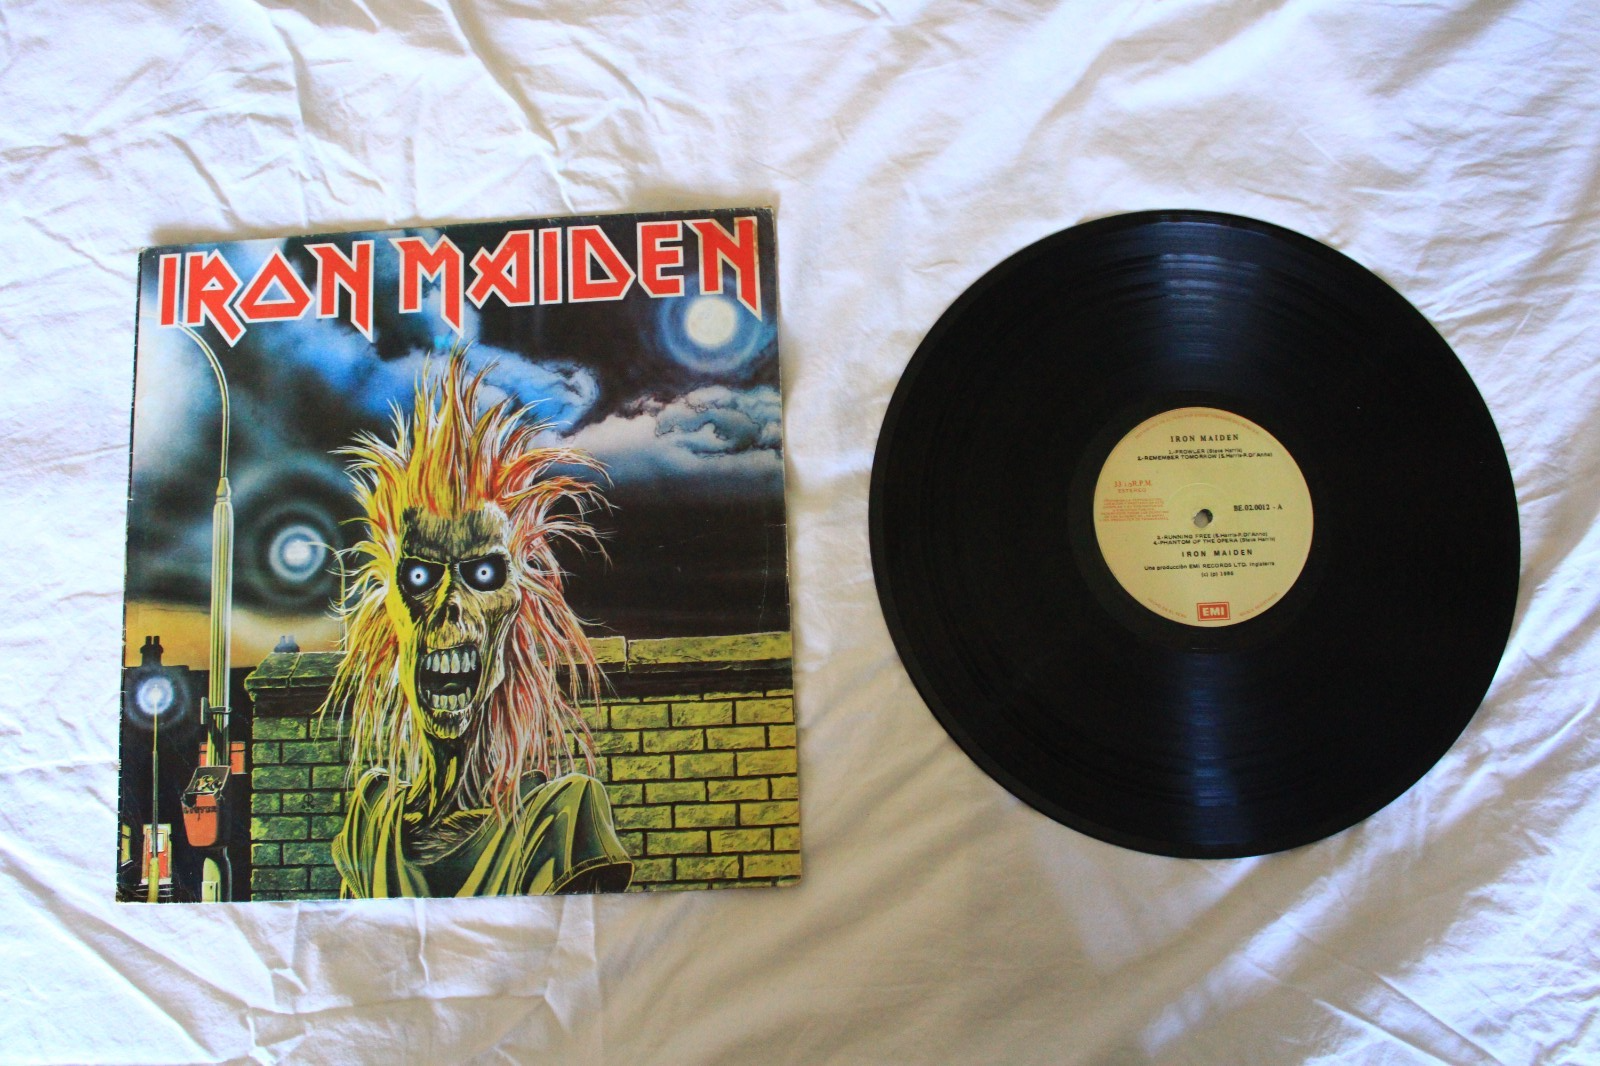 IRON MAIDEN
IRON MAIDEN
1.-PROWLER (Steve Harris)
2.-REMEMBER TOMORROW (S.Harris-P.Di'Anno)
33 1/3 R.P.M.
ESTEREO
BE.02.0012 - A
3.-RUNNING FREE (S.Harris-P.Di'Anno)
4.-PHANTOM OF THE OPERA (Steve Harris)
IRON MAIDEN
Una producción EMI RECORDS LTD. Inglaterra
(c) (p) 1986
EMI